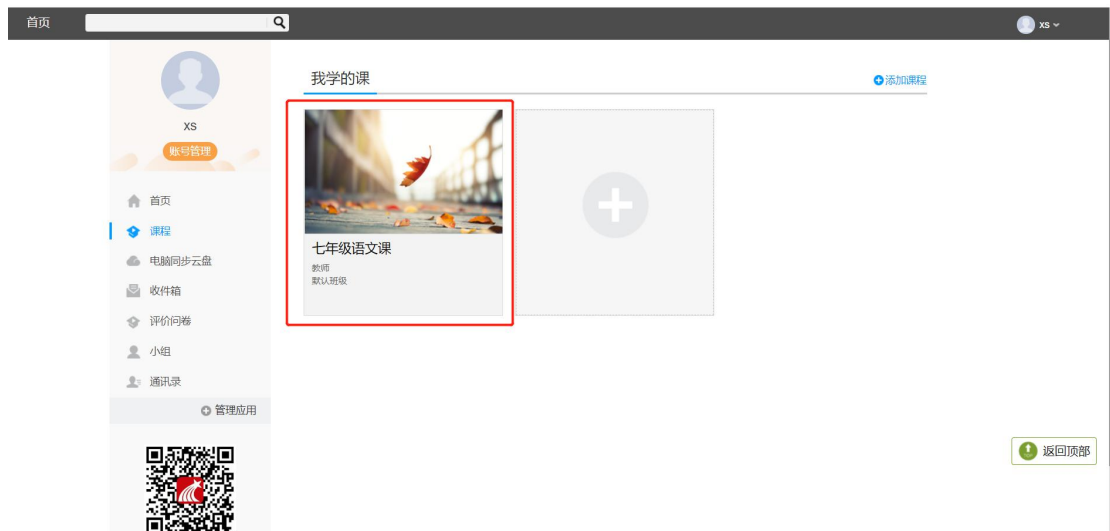 首页
xs
xs
账号管理
首页
课程
电脑同步云盘
收件箱
评价问卷
小组
通讯录
管理应用
我学的课
添加课程
七年级语文课
教师
默认班级
返回顶部